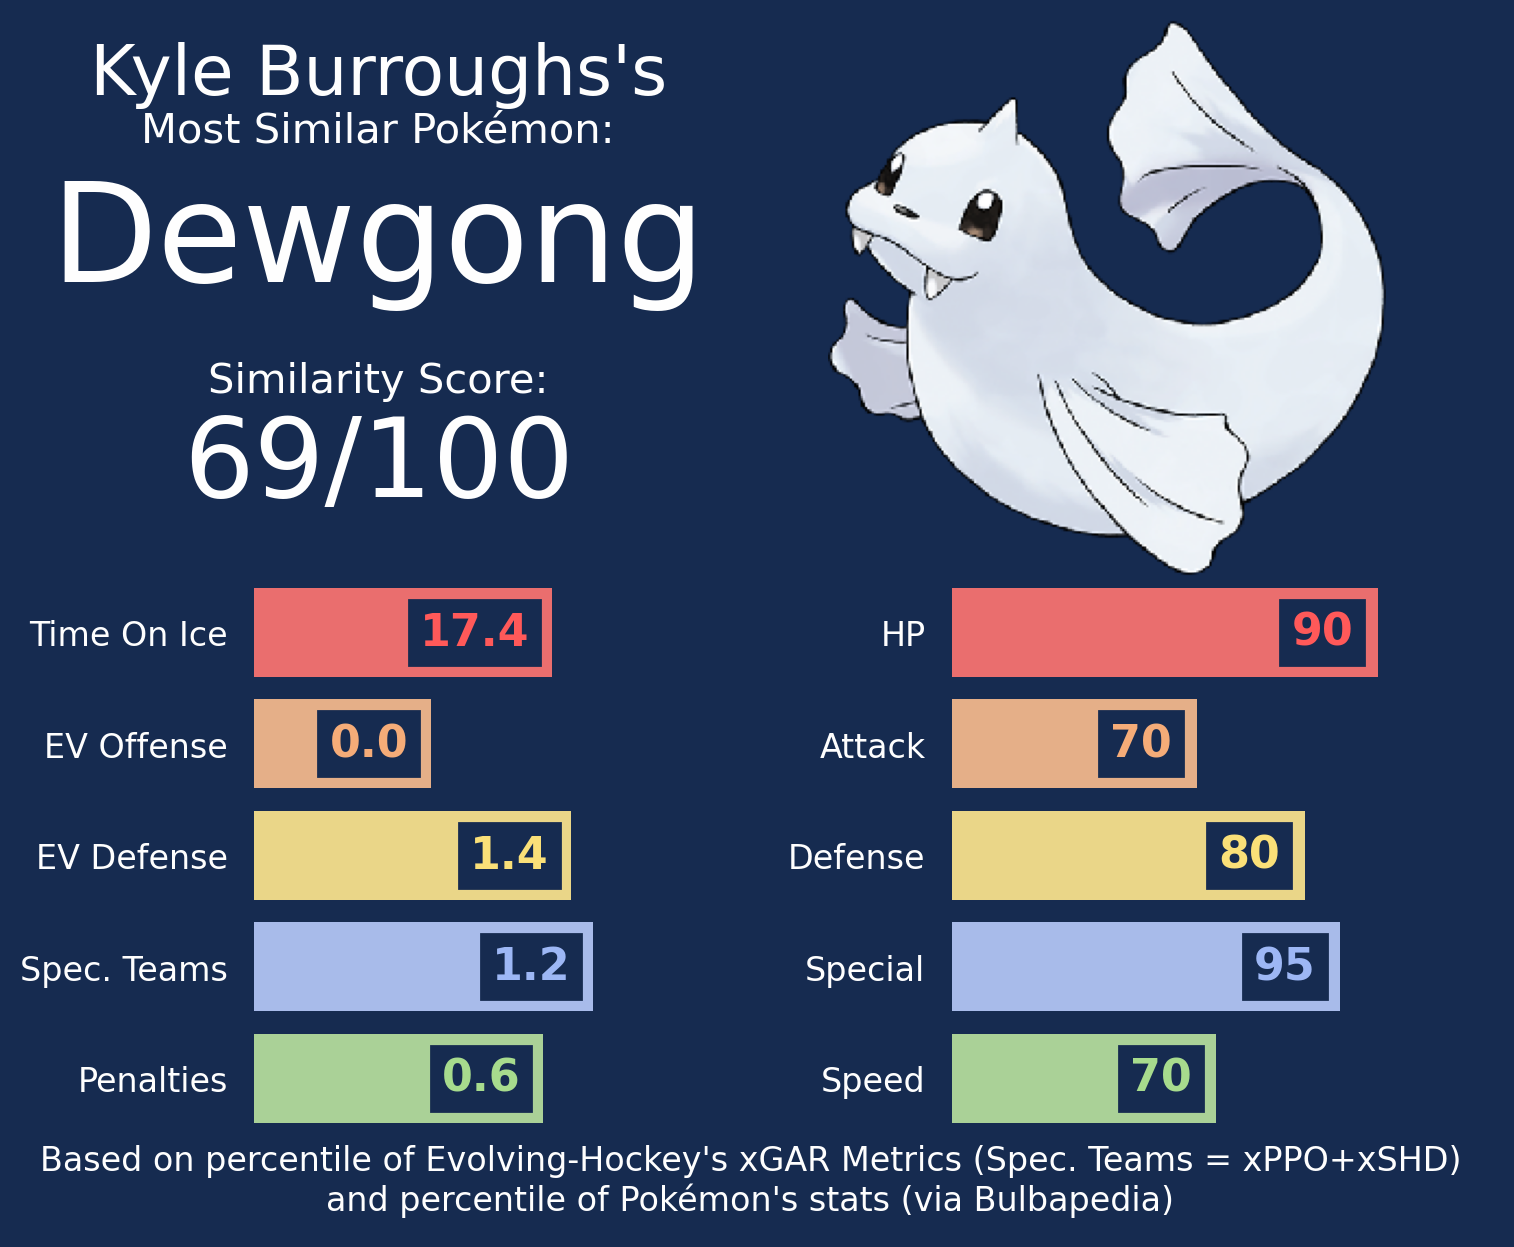 Kyle Burroughs's
Most Similar Pokémon:
Dewgong
Similarity Score:
69/100
Time On Ice 17.4
EV Offense 0.0
EV Defense 1.4
Spec. Teams 1.2
Penalties 0.6
HP 90
Attack 70
Defense 80
Special 95
Speed 70
Based on percentile of Evolving-Hockey's xGAR Metrics (Spec. Teams = xPPO+xSHD)
and percentile of Pokémon's stats (via Bulbapedia)